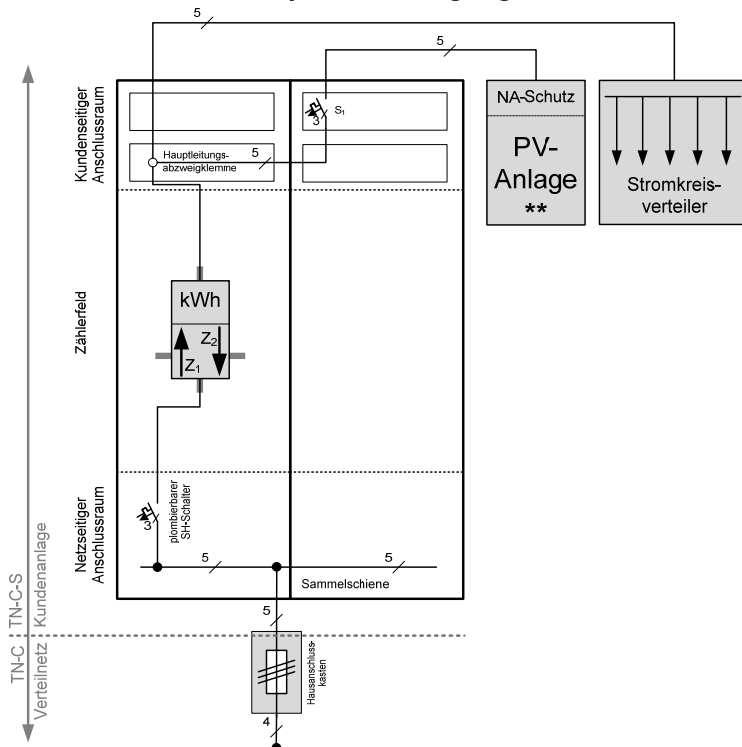 5
5
Kundenseitiger
Anschlussraum
3
S1
Hauptleitungs-
abzweigklemme
5
NA-Schutz
PV-
Anlage
**
Stromkreis-
verteiler
Zählerfeld
kWh
Z1
Z2
Netzseitiger
Anschlussraum
3
plombierbarer
SH-Schalter
5
5
Sammelschiene
5
TN-C-S
Kundenanlage
TN-C
Verteilnetz
Hausanschluss-
kasten
4